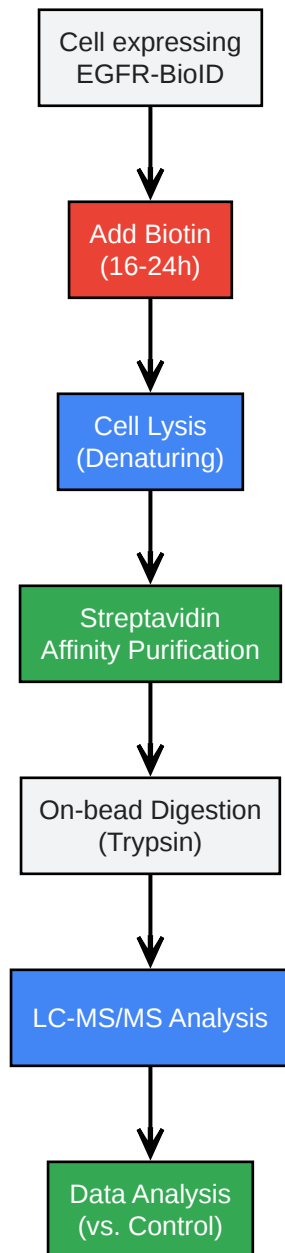 Cell expressing
EGFR-BioID
Add Biotin
(16-24h)
Cell Lysis
(Denaturing)
Streptavidin
Affinity Purification
On-bead Digestion
(Trypsin)
LC-MS/MS Analysis
Data Analysis
(vs. Control)